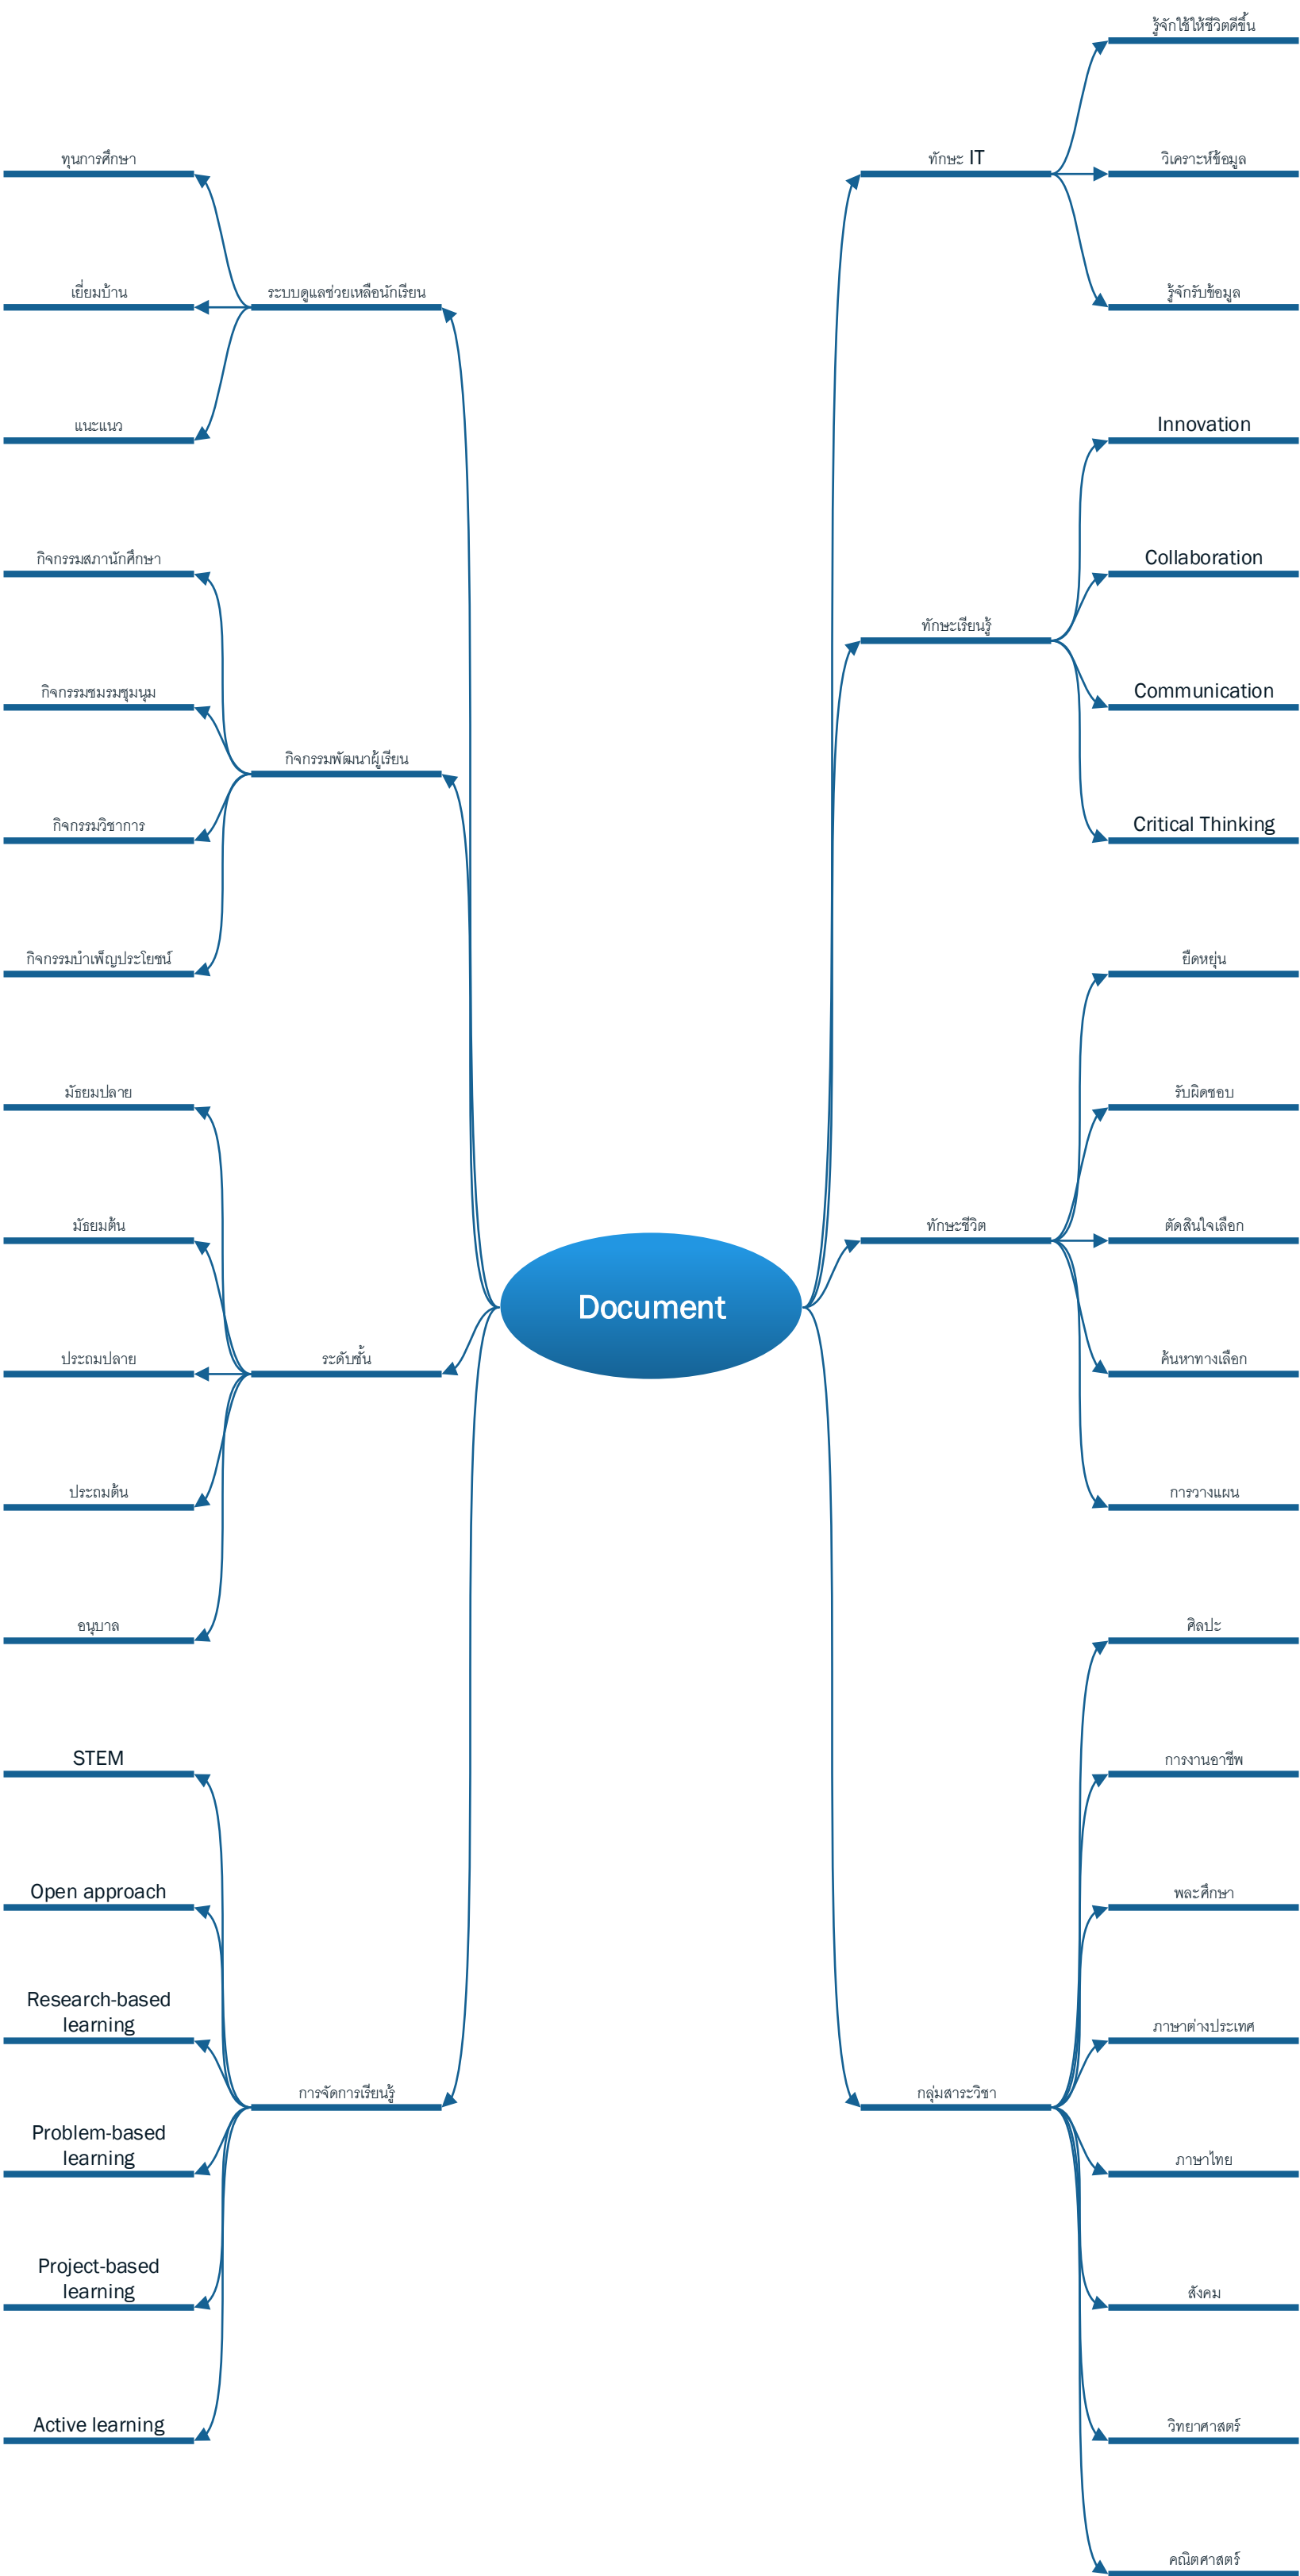 รู้จักใช้ให้ชีวิตดีขึ้น
ทุนการศึกษา
ทักษะ IT
วิเคราะห์ข้อมูล
เยี่ยมบ้าน
ระบบดูแลช่วยเหลือนักเรียน
รู้จักรับข้อมูล
แนะแนว
Innovation
กิจกรรมสภานักศึกษา
Collaboration
ทักษะเรียนรู้
กิจกรรมชมรมชุมนุม
Communication
กิจกรรมพัฒนาผู้เรียน
กิจกรรมวิชาการ
Critical Thinking
กิจกรรมบำเพ็ญประโยชน์
ยืดหยุ่น
มัธยมปลาย
รับผิดชอบ
มัธยมต้น
ทักษะชีวิต
ตัดสินใจเลือก
Document
ประถมปลาย
ระดับชั้น
ค้นหาทางเลือก
ประถมต้น
การวางแผน
อนุบาล
ศิลปะ
STEM
การงานอาชีพ
Open approach
พละศึกษา
Research-based
learning
ภาษาต่างประเทศ
การจัดการเรียนรู้
กลุ่มสาระวิชา
Problem-based
learning
ภาษาไทย
Project-based
learning
สังคม
Active learning
วิทยาศาสตร์
คณิตศาสตร์